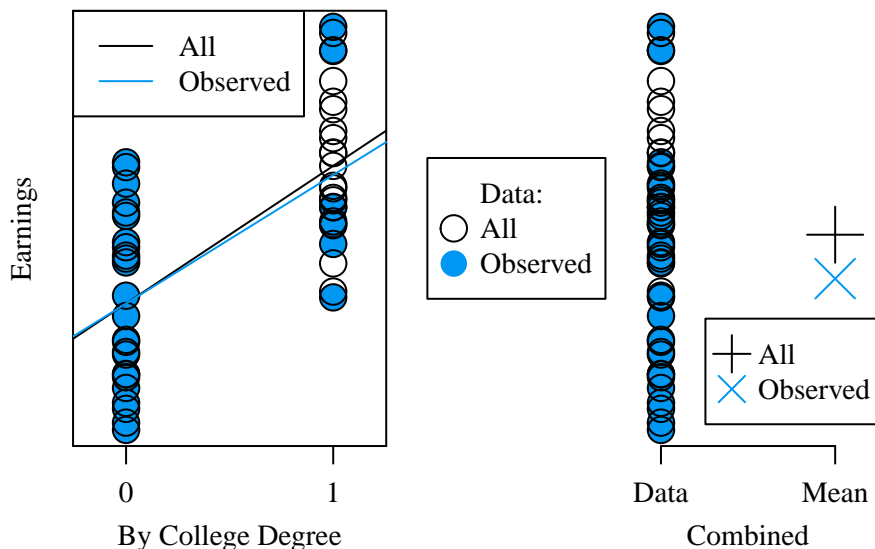 All
Observed
Earnings
0
1
By College Degree
Data:
All
Observed
All
Observed
Data
Mean
Combined